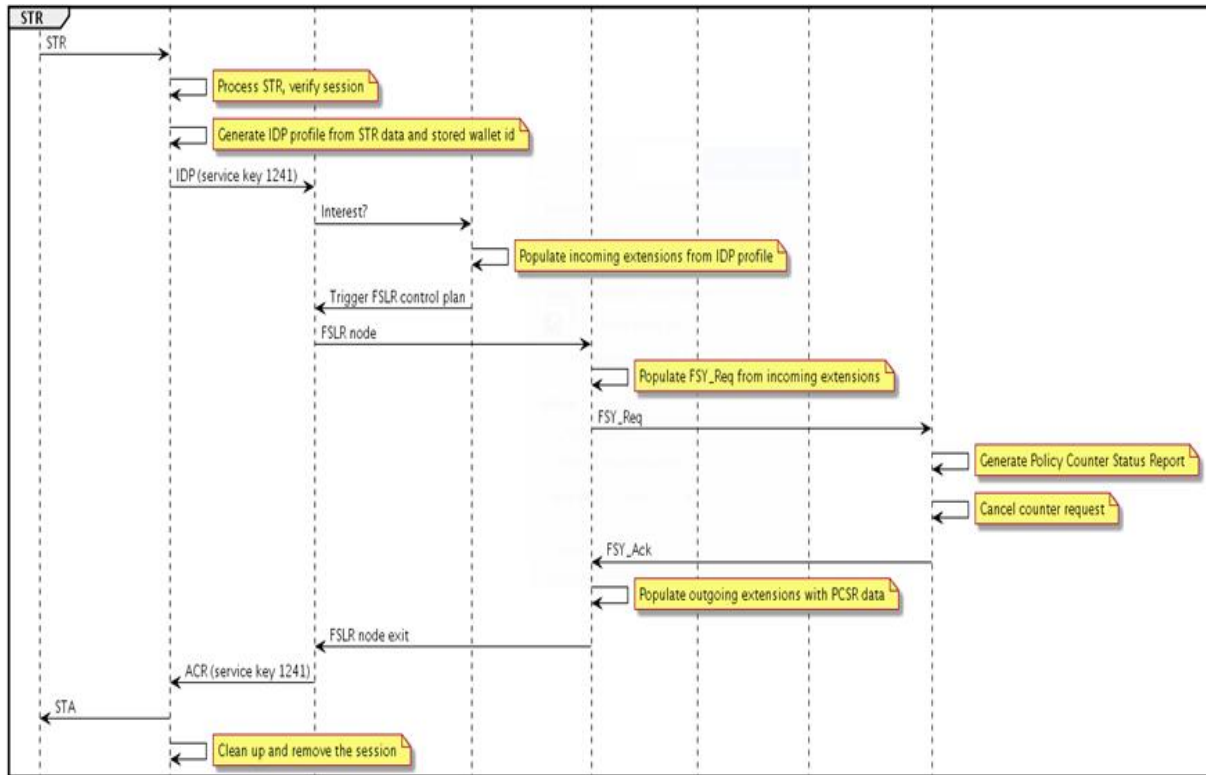 STR
STR
Process STR, verify session
Generate IDP profile from STR data and stored wallet id
IDP (service key 1241)
Interest?
Populate incoming extensions from IDP profile
Trigger FSLR control plan
FSLR node
Populate FSY_Req from incoming extensions
FSY_Req
Generate Policy Counter Status Report
Cancel counter request
FSY_Ack
Populate outgoing extensions with PCSR data
FSLR node exit
ACR (service key 1241)
STA
Clean up and remove the session